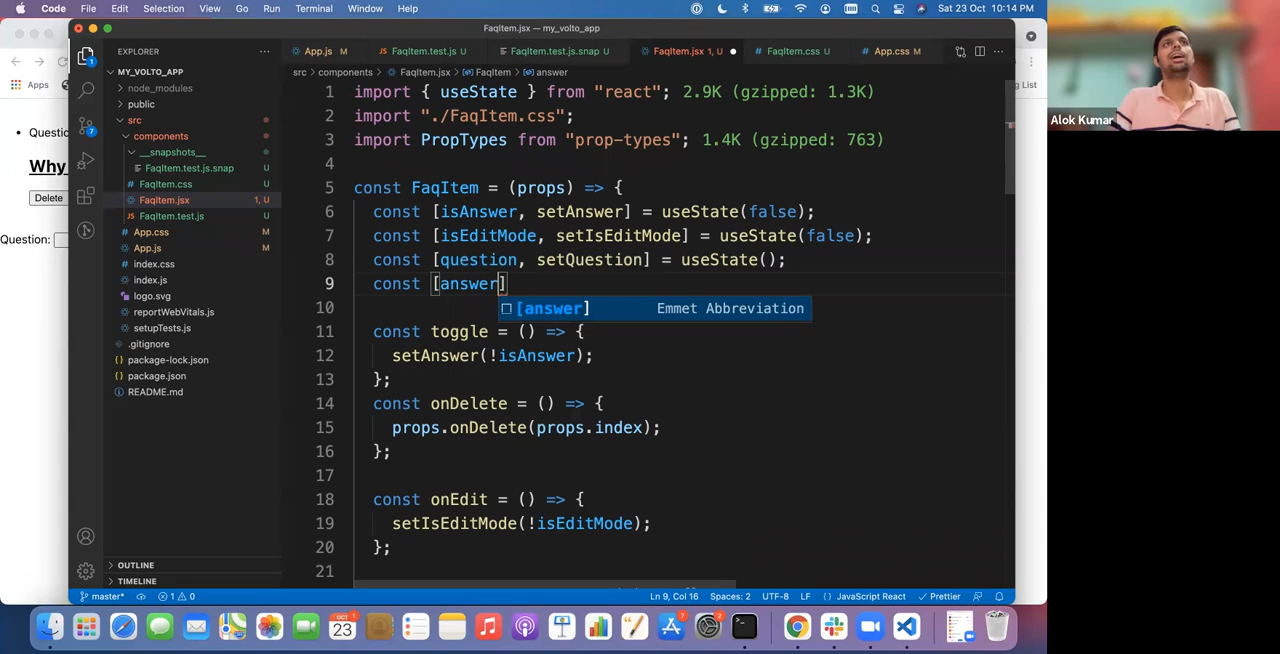 Code File Edit Selection View Go Run Terminal Window Help Sat 23 Oct 10:14 PM
FaqItem.jsx — my_volto_app
EXPLORER
App.js M
FaqItem.test.js U
FaqItem.test.js.snap U
FaqItem.jsx 1, U
FaqItem.css U
App.css M
src > components > FaqItem.jsx > FaqItem > answer
Apps
ng List
MY_VOLTO_APP
node_modules
public
src
components
__snapshots__
FaqItem.test.js.snap U
FaqItem.css U
FaqItem.jsx 1, U
FaqItem.test.js U
App.css M
App.js M
index.css
index.js
logo.svg
reportWebVitals.js
setupTests.js
.gitignore
package-lock.json
package.json
README.md
OUTLINE
TIMELINE
1
7
Questio
Why
Delete
Question:
1 import { useState } from "react"; 2.9K (gzipped: 1.3K)
2 import "./FaqItem.css";
3 import PropTypes from "prop-types"; 1.4K (gzipped: 763)
4
5 const FaqItem = (props) => {
6 const [isAnswer, setAnswer] = useState(false);
7 const [isEditMode, setIsEditMode] = useState(false);
8 const [question, setQuestion] = useState();
9 const [answer]
[answer] Emmet Abbreviation
10
11 const toggle = () => {
12 setAnswer(!isAnswer);
13 };
14 const onDelete = () => {
15 props.onDelete(props.index);
16 };
17
18 const onEdit = () => {
19 setIsEditMode(!isEditMode);
20 };
21
master* 1 0 Ln 9, Col 16 Spaces: 2 UTF-8 LF {} JavaScript React Prettier
Alok Kumar
OCT
23
1
7
2